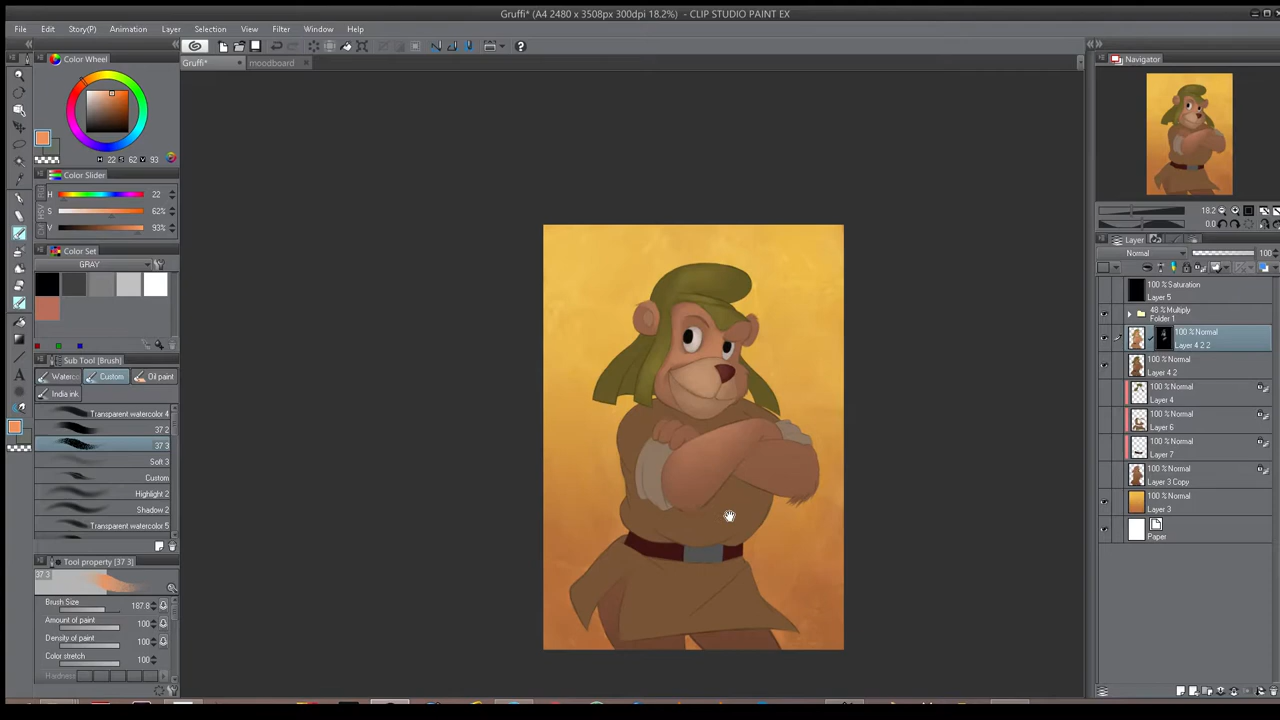 Gruffi* (A4 2480 x 3508px 300dpi 18.2%) - CLIP STUDIO PAINT EX
File Edit Story(P) Animation Layer Selection View Filter Window Help
Color Wheel
Gruffi* moodboard
Navigator
H 22 S 62 V 93
Color Slider
H 22
S 62%
V 93%
18.2
0.0
Color Set
GRAY
Layer
Normal 100
100 % Saturation
Layer 5
48 % Multiply
Folder 1
100 % Normal
Layer 4 2 2
100 % Normal
Layer 4 2
100 % Normal
Layer 4
100 % Normal
Layer 6
100 % Normal
Layer 7
100 % Normal
Layer 3 Copy
100 % Normal
Layer 3
Paper
Sub Tool [Brush]
Waterco Custom Oil paint
India ink
Transparent watercolor 4
37 2
37 3
Soft 3
Custom
Highlight 2
Shadow 2
Transparent watercolor 5
Tool property [37 3]
37 3
Brush Size 187.8
Amount of paint 100
Density of paint 100
Color stretch 100
Hardness